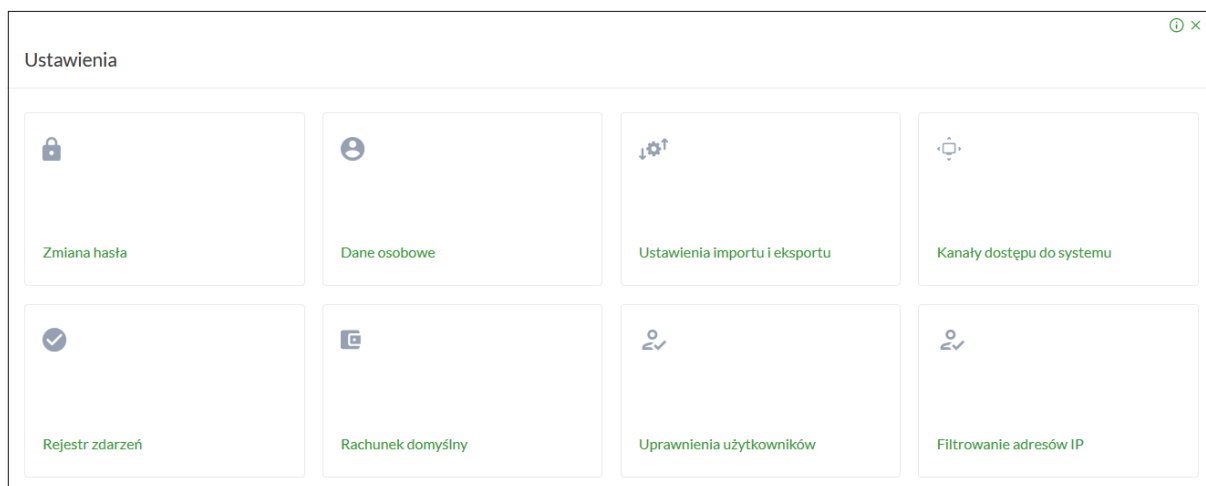 Ustawienia
Zmiana hasła
Dane osobowe
Ustawienia importu i eksportu
Kanały dostępu do systemu
Rejestr zdarzeń
Rachunek domyślny
Uprawnienia użytkowników
Filtrowanie adresów IP